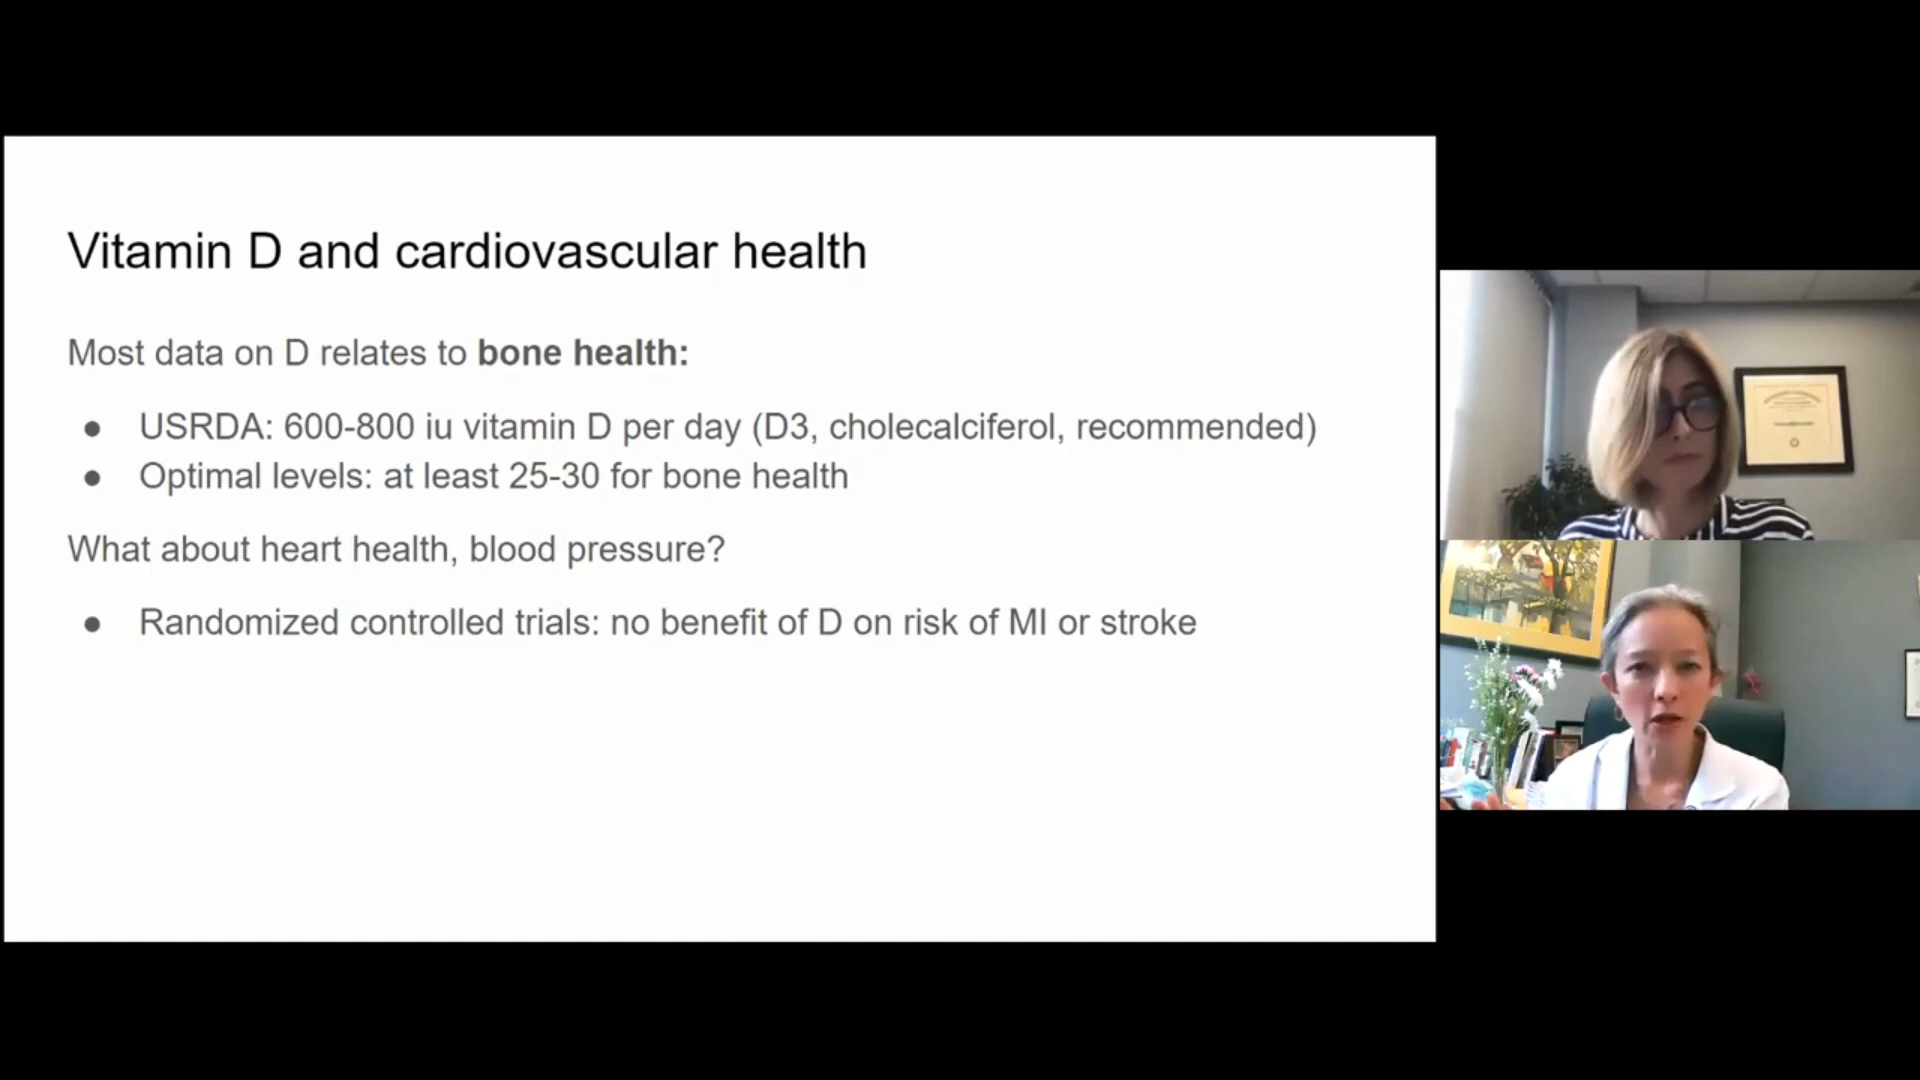 Vitamin D and cardiovascular health
Most data on D relates to bone health:
● USRDA: 600-800 iu vitamin D per day (D3, cholecalciferol, recommended)
● Optimal levels: at least 25-30 for bone health
What about heart health, blood pressure?
● Randomized controlled trials: no benefit of D on risk of MI or stroke